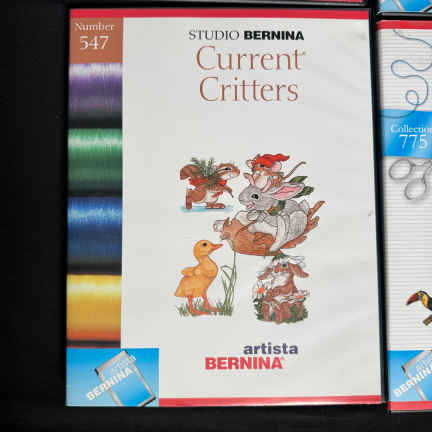 Number
547
STUDIO BERNINA
Current
Critters
artista
BERNINA®
BERNINA
Collection
775
BERNINA